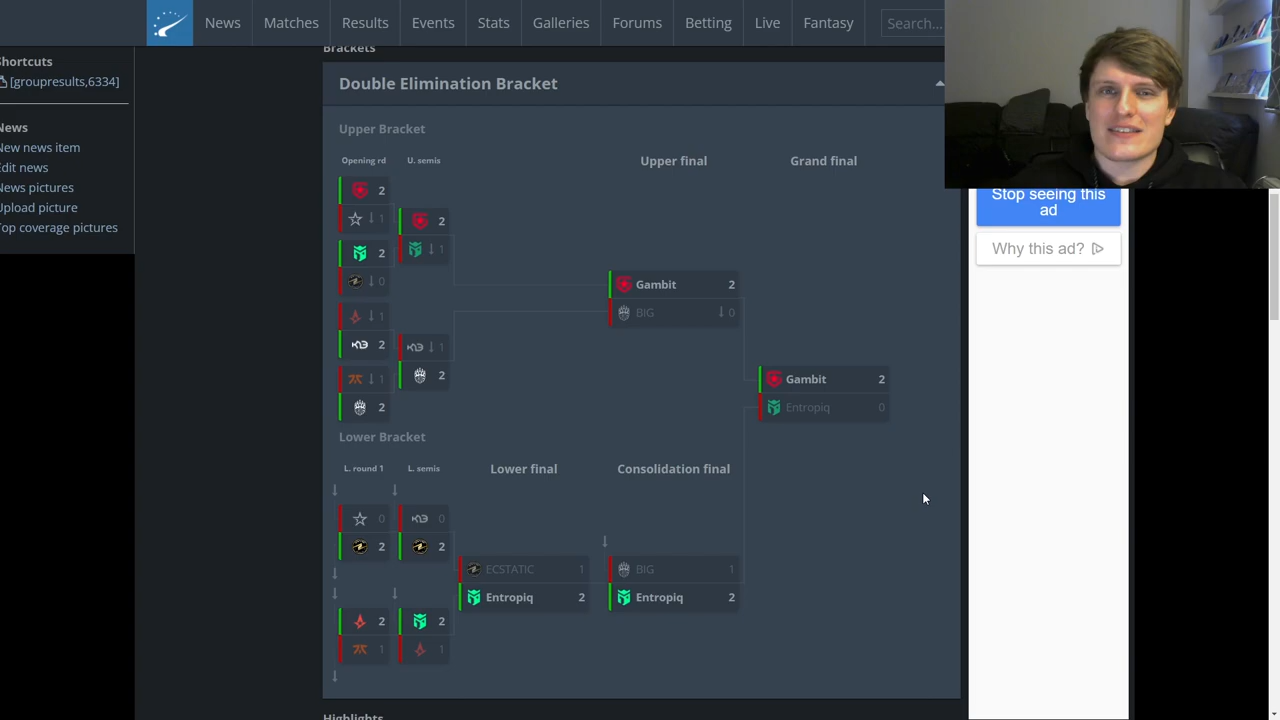 News Matches Results Events Stats Galleries Forums Betting Live Fantasy Search...
Shortcuts
[groupresults,6334]
News
New news item
Edit news
News pictures
Upload picture
Top coverage pictures
Brackets
Double Elimination Bracket
Upper Bracket
Opening rd U. semis Upper final Grand final
2
1
2
0
1
2
1
2
2
1
1
2
Gambit 2
BIG 0
Gambit 2
Entropiq 0
Lower Bracket
L. round 1 L. semis Lower final Consolidation final
0
2
2
1
0
2
2
1
ECSTATIC 1
Entropiq 2
BIG 1
Entropiq 2
Highlights
Stop seeing this
ad
Why this ad?